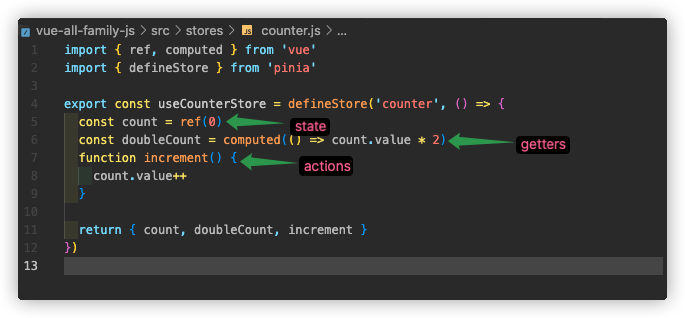 vue-all-family-js > src > stores > counter.js > ...
1 import { ref, computed } from 'vue'
2 import { defineStore } from 'pinia'
3
4 export const useCounterStore = defineStore('counter', () => {
5 const count = ref(0) state
6 const doubleCount = computed(() => count.value * 2) getters
7 function increment() { actions
8 count.value++
9 }
10
11 return { count, doubleCount, increment }
12 })
13